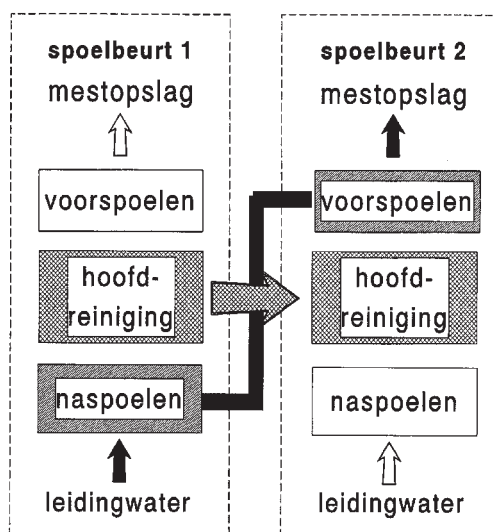 spoelbeurt 1
mestopslag
voorspoelen
hoofd-
reiniging
naspoelen
leidingwater
spoelbeurt 2
mestopslag
voorspoelen
hoofd-
reiniging
naspoelen
leidingwater